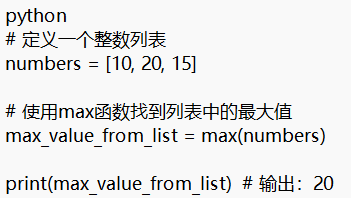 python
# 定义一个整数列表
numbers = [10, 20, 15]
# 使用max函数找到列表中的最大值
max_value_from_list = max(numbers)
print(max_value_from_list)  # 输出：20